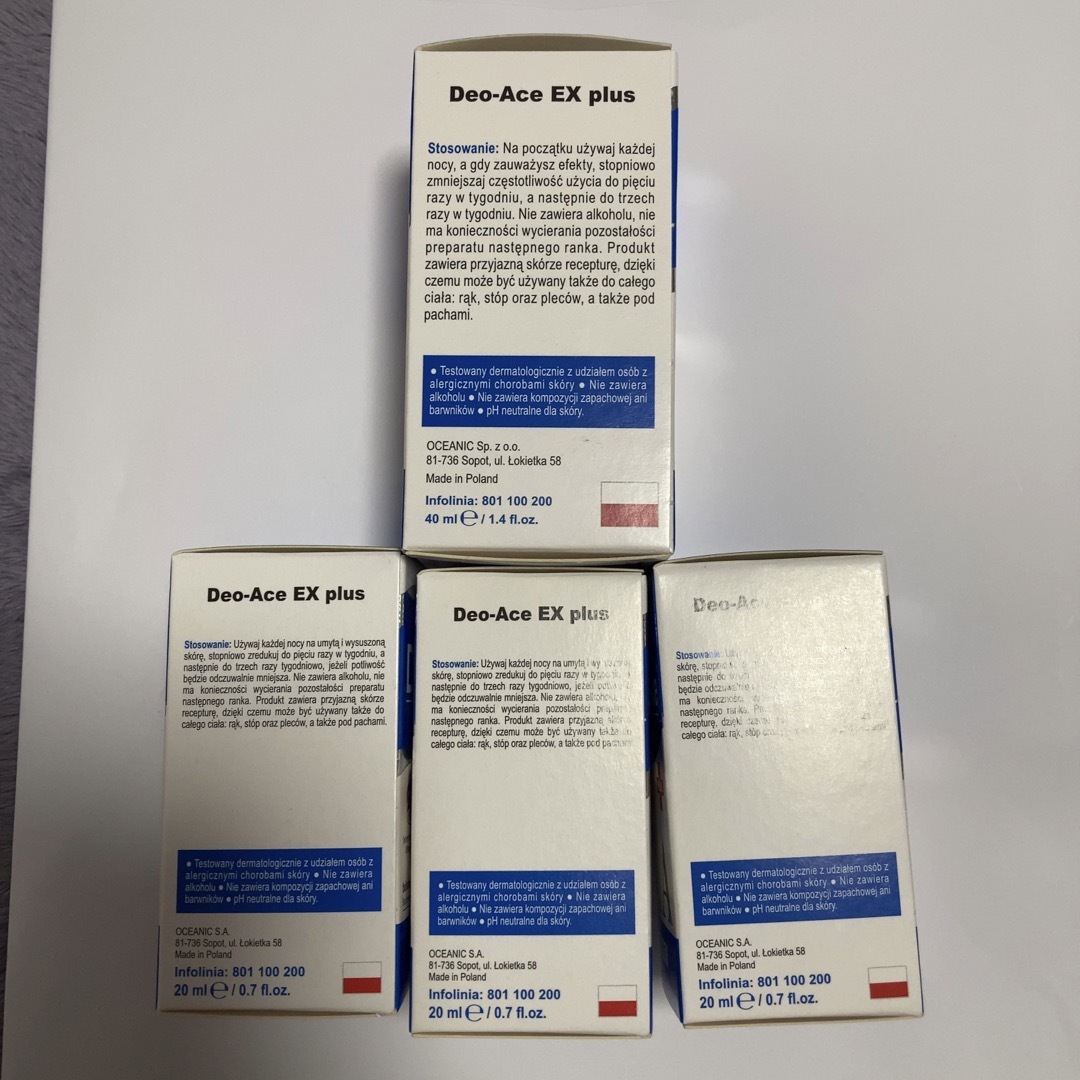 Deo-Ace EX plus
Stosowanie: Na początku używaj każdej
nocy, a gdy zauważysz efekty, stopniowo
zmniejszaj częstotliwość użycia do pięciu
razy w tygodniu, a następnie do trzech
razy w tygodniu. Nie zawiera alkoholu, nie
ma konieczności wycierania pozostałości
preparatu następnego ranka. Produkt
zawiera przyjazną skórze recepturę, dzięki
czemu może być używany także do całego
ciała: rąk, stóp oraz pleców, a także pod
pachami.
● Testowany dermatologicznie z udziałem osób z
alergicznymi chorobami skóry ● Nie zawiera
alkoholu ● Nie zawiera kompozycji zapachowej ani
barwników ● pH neutralne dla skóry.
OCEANIC Sp. z o.o.
81-736 Sopot, ul. Łokietka 58
Made in Poland
Infolinia: 801 100 200
40 ml ℮ / 1.4 fl.oz.
Deo-Ace EX plus
Stosowanie: Używaj każdej nocy na umytą i wysuszoną
skórę, stopniowo zredukuj do pięciu razy w tygodniu, a
następnie do trzech razy tygodniowo, jeżeli potliwość
będzie odczuwalnie mniejsza. Nie zawiera alkoholu, nie
ma konieczności wycierania pozostałości preparatu
następnego ranka. Produkt zawiera przyjazną skórze
recepturę, dzięki czemu może być używany także do
całego ciała: rąk, stóp oraz pleców, a także pod pachami.
● Testowany dermatologicznie z udziałem osób z
alergicznymi chorobami skóry ● Nie zawiera
alkoholu ● Nie zawiera kompozycji zapachowej ani
barwników ● pH neutralne dla skóry.
OCEANIC S.A.
81-736 Sopot, ul. Łokietka 58
Made in Poland
Infolinia: 801 100 200
20 ml ℮ / 0.7 fl.oz.
Deo-Ace EX plus
Stosowanie: Używaj każdej nocy na umytą i
skórę, stopniowo zredukuj do pięciu razy w
następnie do trzech razy tygodniowo, jeżeli
będzie odczuwalnie mniejsza. Nie zawiera
ma konieczności wycierania pozostałości
następnego ranka. Produkt zawiera przyjazną
recepturę, dzięki czemu może być używany
całego ciała: rąk, stóp oraz pleców, a także pod
● Testowany dermatologicznie z udziałem osób z
alergicznymi chorobami skóry ● Nie zawiera
alkoholu ● Nie zawiera kompozycji zapachowej ani
barwników ● pH neutralne dla skóry.
OCEANIC S.A.
81-736 Sopot, ul. Łokietka 58
Made in Poland
Infolinia: 801 100 200
20 ml ℮ / 0.7 fl.oz.
Stosowanie:
skórę,
następnie do
będzie
ma konieczności
następnego ranka.
recepturę,
całego ciała: rąk, stóp
● Testowany dermatologicznie z udziałem osób z
alergicznymi chorobami skóry ● Nie zawiera
alkoholu ● Nie zawiera kompozycji zapachowej ani
barwników ● pH neutralne dla skóry.
OCEANIC S.A.
81-736 Sopot, ul. Łokietka 58
Made in Poland
Infolinia: 801 100 200
20 ml ℮ / 0.7 fl.oz.